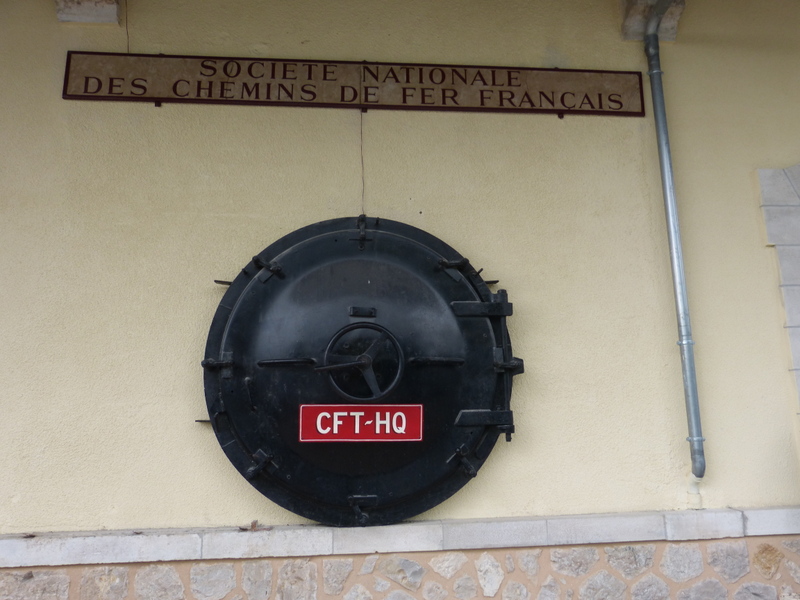 SOCIETE NATIONALE
DES CHEMINS DE FER FRANÇAIS
CFT-HQ